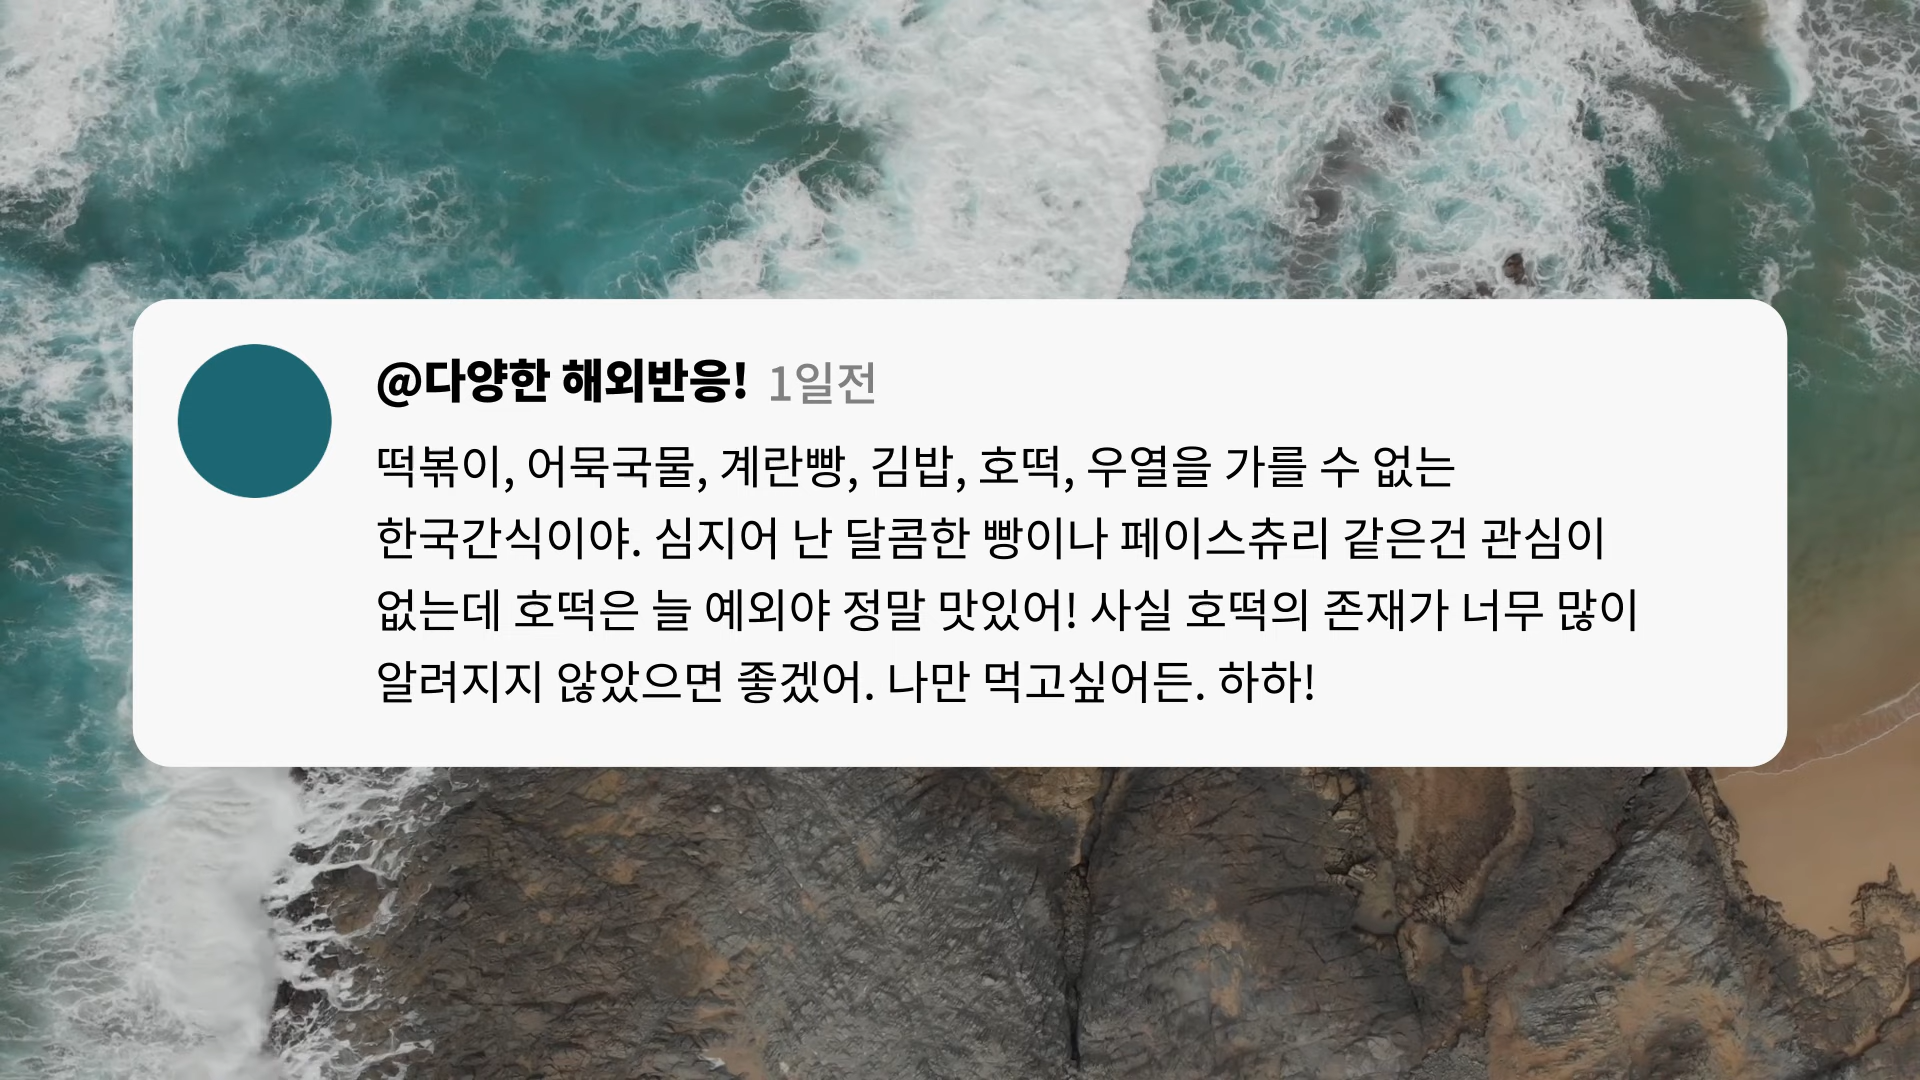 @다양한 해외반응! 1일전
떡볶이, 어묵국물, 계란빵, 김밥, 호떡, 우열을 가를 수 없는
한국간식이야. 심지어 난 달콤한 빵이나 페이스츄리 같은건 관심이
없는데 호떡은 늘 예외야 정말 맛있어! 사실 호떡의 존재가 너무 많이
알려지지 않았으면 좋겠어. 나만 먹고싶어든. 하하!